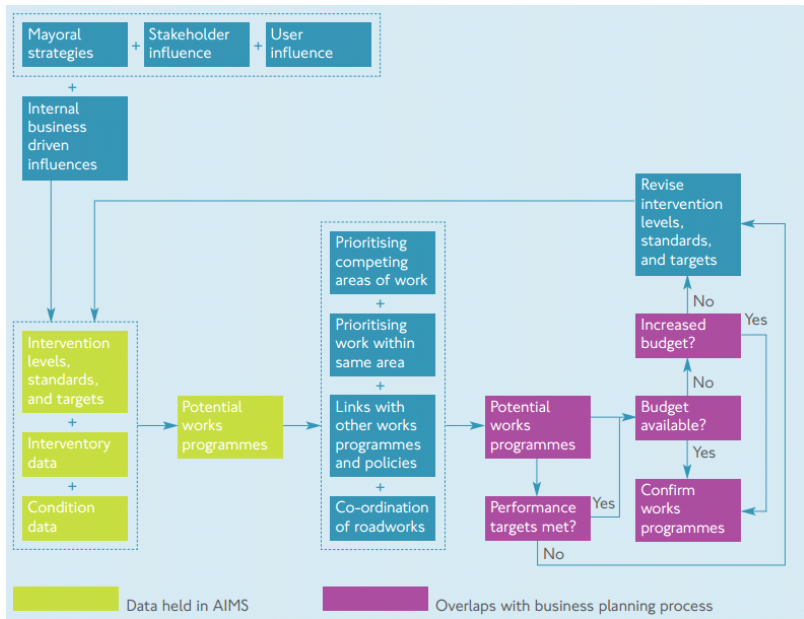 Mayoral
strategies
+
Stakeholder
influence
+
User
influence
+
Internal
business
driven
influences
Revise
intervention
levels,
standards,
and targets
Prioritising
competing
areas of work
+
Prioritising
work within
same area
+
Links with
other works
programmes
and policies
+
Co-ordination
of roadworks
Intervention
levels,
standards,
and targets
+
Interventory
data
+
Condition
data
Potential
works
programmes
Potential
works
programmes
Performance
targets met?
Yes
No
Budget
available?
No
Yes
Increased
budget?
No
Yes
Confirm
works
programmes
Data held in AIMS
Overlaps with business planning process